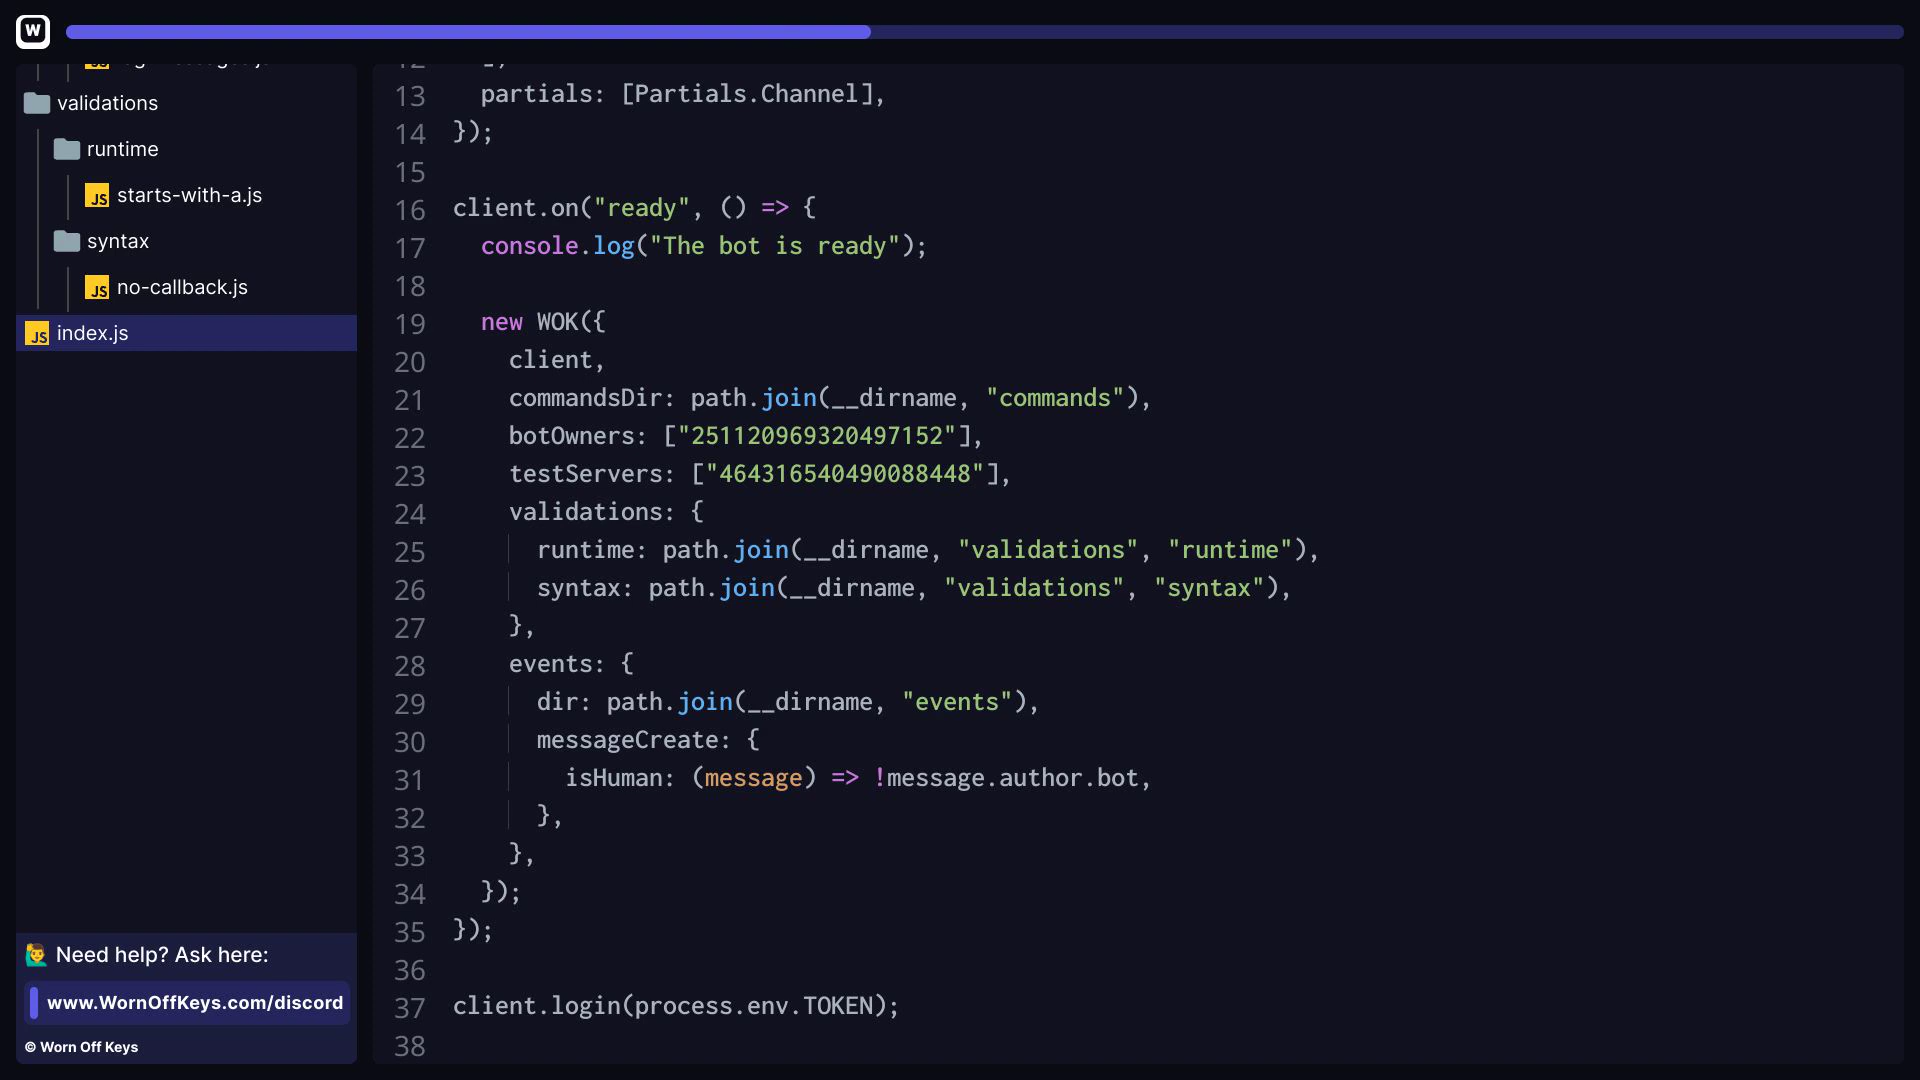 W
validations
runtime
JS starts-with-a.js
syntax
JS no-callback.js
JS index.js
Need help? Ask here:
www.WornOffKeys.com/discord
© Worn Off Keys
13 partials: [Partials.Channel],
14 });
15
16 client.on("ready", () => {
17 console.log("The bot is ready");
18
19 new WOK({
20 client,
21 commandsDir: path.join(__dirname, "commands"),
22 botOwners: ["251120969320497152"],
23 testServers: ["464316540490088448"],
24 validations: {
25 runtime: path.join(__dirname, "validations", "runtime"),
26 syntax: path.join(__dirname, "validations", "syntax"),
27 },
28 events: {
29 dir: path.join(__dirname, "events"),
30 messageCreate: {
31 isHuman: (message) => !message.author.bot,
32 },
33 },
34 });
35 });
36
37 client.login(process.env.TOKEN);
38